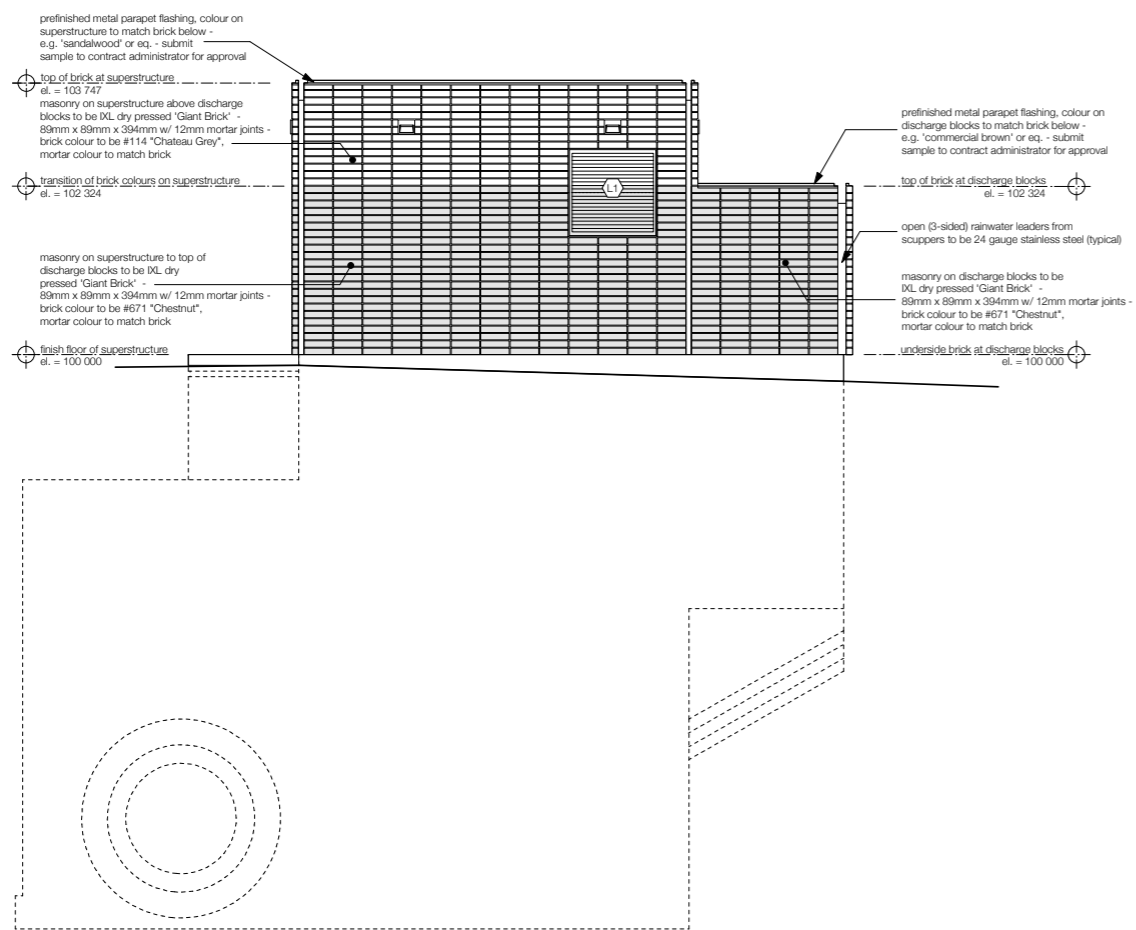 prefinished metal parapet flashing, colour on
superstructure to match brick below -
e.g. 'sandalwood' or eq. - submit
sample to contract administrator for approval
top of brick at superstructure
el. = 103 747
masonry on superstructure above discharge
blocks to be IXL dry pressed 'Giant Brick' -
89mm x 89mm x 394mm w/ 12mm mortar joints -
brick colour to be #114 "Chateau Grey",
mortar colour to match brick
transition of brick colours on superstructure
el. = 102 324
masonry on superstructure to top of
discharge blocks to be IXL dry
pressed 'Giant Brick' -
89mm x 89mm x 394mm w/ 12mm mortar joints -
brick colour to be #671 "Chestnut",
mortar colour to match brick
finish floor of superstructure
el. = 100 000
L1
prefinished metal parapet flashing, colour on
discharge blocks to match brick below -
e.g. 'commercial brown' or eq. - submit
sample to contract administrator for approval
top of brick at discharge blocks
el. = 102 324
open (3-sided) rainwater leaders from
scuppers to be 24 gauge stainless steel (typical)
masonry on discharge blocks to be
IXL dry pressed 'Giant Brick' -
89mm x 89mm x 394mm w/ 12mm mortar joints -
brick colour to be #671 "Chestnut",
mortar colour to match brick
underside brick at discharge blocks
el. = 100 000